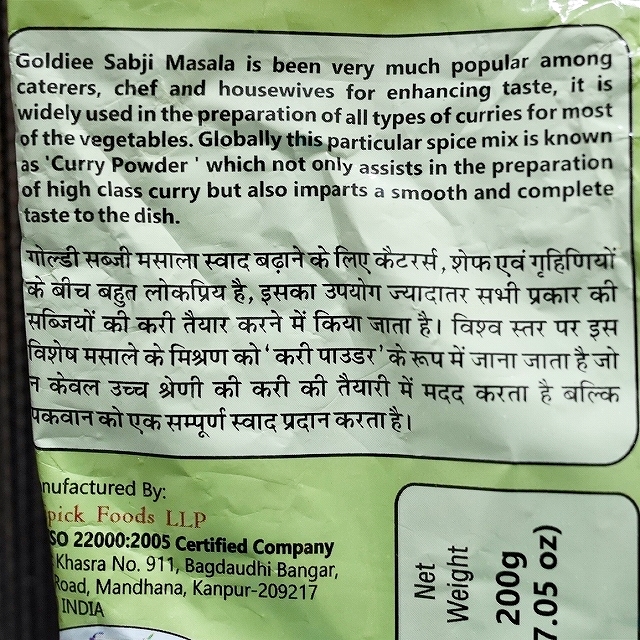 Goldiee Sabji Masala is been very much popular among
caterers, chef and housewives for enhancing taste, it is
widely used in the preparation of all types of curries for most
of the vegetables. Globally this particular spice mix is known
as 'Curry Powder ' which not only assists in the preparation
of high class curry but also imparts a smooth and complete
taste to the dish.
गोल्डी सब्जी मसाला स्वाद बढ़ाने के लिए कैटरर्स, शेफ एवं गृहिणियों
के बीच बहुत लोकप्रिय है, इसका उपयोग ज्यादातर सभी प्रकार की
सब्जियों की करी तैयार करने में किया जाता है। विश्व स्तर पर इस
विशेष मसाले के मिश्रण को 'करी पाउडर' के रूप में जाना जाता है जो
न केवल उच्च श्रेणी की करी की तैयारी में मदद करता है बल्कि
पकवान को एक सम्पूर्ण स्वाद प्रदान करता है।
nufactured By:
pick Foods LLP
SO 22000:2005 Certified Company
Khasra No. 911, Bagdaudhi Bangar,
Road, Mandhana, Kanpur-209217
INDIA
Net
Weight
200g
7.05 oz)